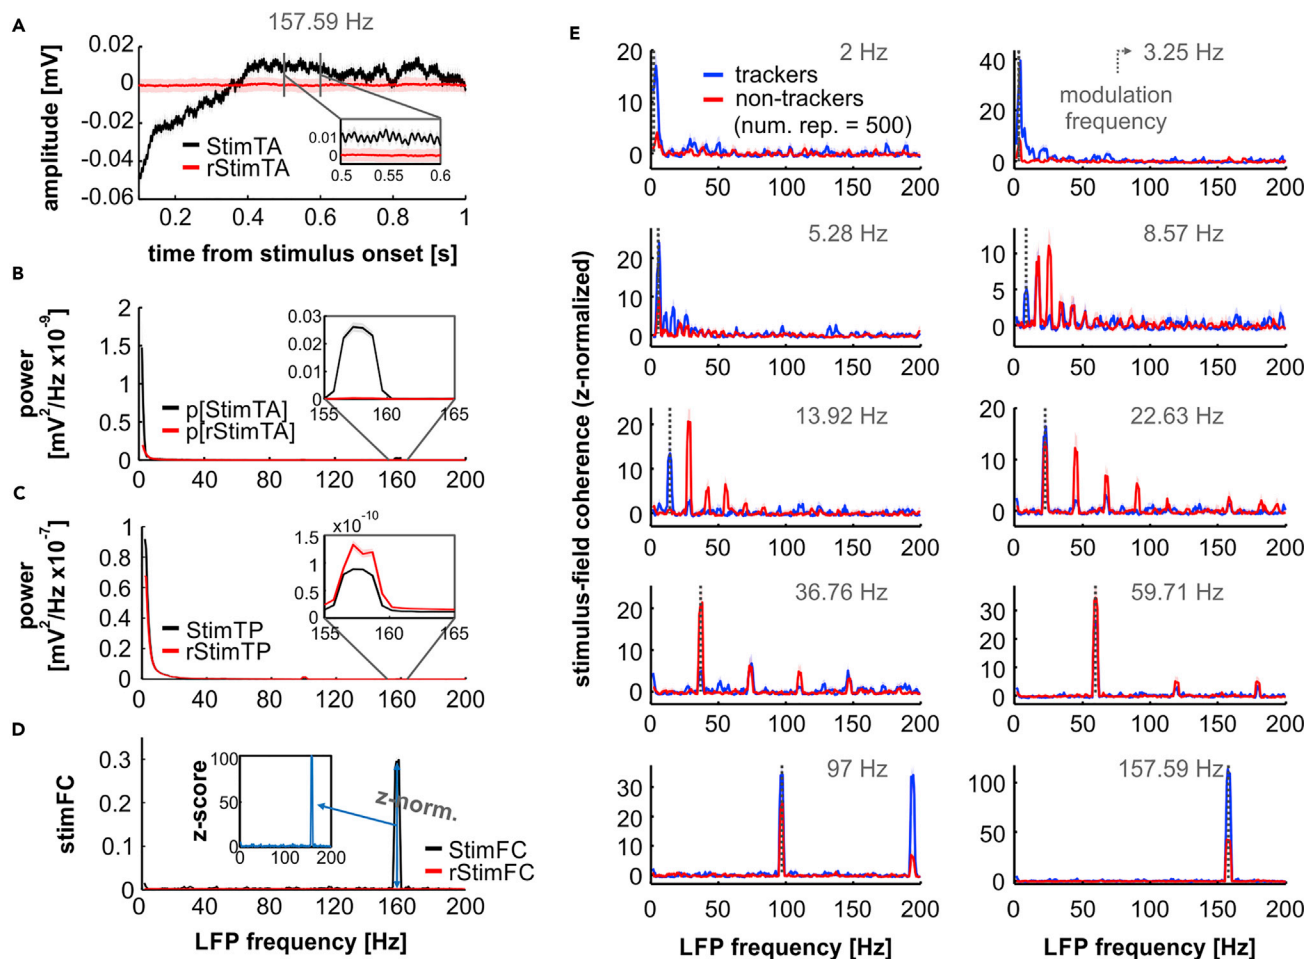 A
157.59 Hz
amplitude [mV]
0.02
0
-0.02
-0.04
-0.06
StimTA
rStimTA
0.01
0
0.5 0.55 0.6
0.2 0.4 0.6 0.8 1
time from stimulus onset [s]
B
power
[mV²/Hz x10⁻⁹]
2
1.5
1
0.5
0
p[StimTA]
p[rStimTA]
0.03
0.02
0.01
0.01
0
155 160 165
0 40 80 120 160 200
C
power
[mV²/Hz x10⁻⁷]
1
0.8
0.6
0.4
0.2
0
StimTP
rStimTP
x10⁻¹⁰
1.5
1
0.5
0
155 160 165
0 40 80 120 160 200
D
stimFC
0.3
0.2
0.1
0
z-score
100
50
0
0 100 200
z-norm.
StimFC
rStimFC
0 40 80 120 160 200
LFP frequency [Hz]
E
stimulus-field coherence (z-normalized)
2 Hz
trackers
non-trackers
(num. rep. = 500)
20
10
0
0 50 100 150 200
3.25 Hz
modulation
frequency
40
20
0
0 50 100 150 200
5.28 Hz
20
10
0
0 50 100 150 200
8.57 Hz
10
5
0
0 50 100 150 200
13.92 Hz
20
10
0
0 50 100 150 200
22.63 Hz
20
15
10
5
0
0 50 100 150 200
36.76 Hz
20
10
0
0 50 100 150 200
59.71 Hz
30
20
10
0
0 50 100 150 200
97 Hz
30
20
10
0
0 50 100 150 200
LFP frequency [Hz]
157.59 Hz
100
50
0
0 50 100 150 200
LFP frequency [Hz]